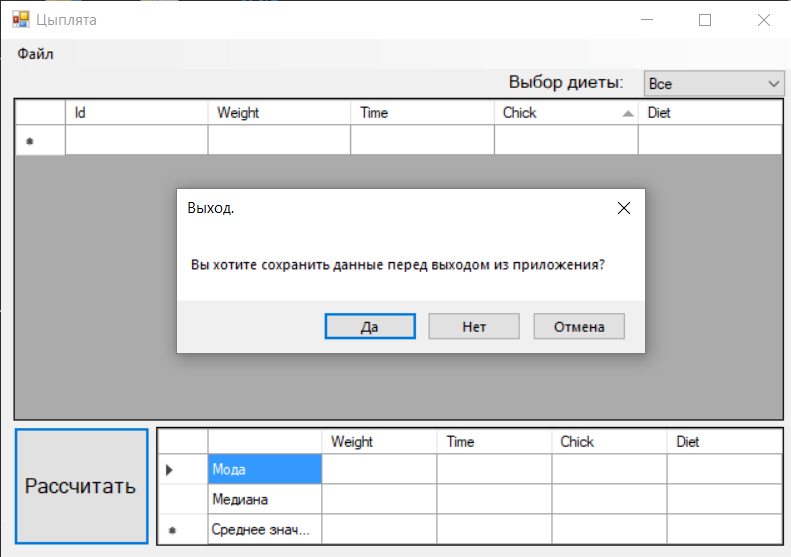 Цыплята
Файл
Выбор диеты: Все
Id Weight Time Chick Diet
Выход.
Вы хотите сохранить данные перед выходом из приложения?
Да Нет Отмена
Рассчитать
Weight Time Chick Diet
Мода
Медиана
Среднее знач...